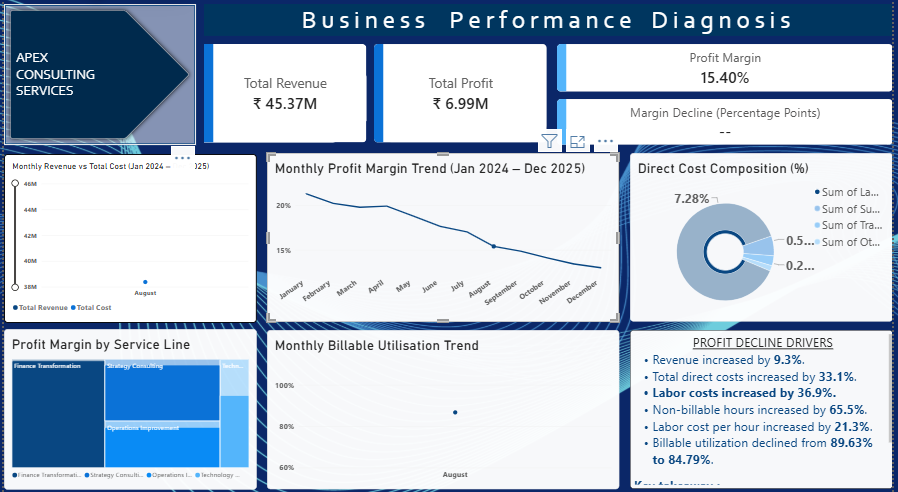 Business Performance Diagnosis
APEX
CONSULTING
SERVICES
Total Revenue
₹ 45.37M
Total Profit
₹ 6.99M
Profit Margin
15.40%
Margin Decline (Percentage Points)
--
Monthly Revenue vs Total Cost (Jan 2024 – 2025)
46M
44M
42M
40M
38M
August
Total Revenue Total Cost
Monthly Profit Margin Trend (Jan 2024 – Dec 2025)
20%
15%
January February March April May June July August September October November December
Direct Cost Composition (%)
7.28%
0.5...
0.2...
Sum of La...
Sum of Su...
Sum of Tra...
Sum of Ot...
Profit Margin by Service Line
Finance Transformation
Strategy Consulting
Techn...
Operations Improvement
Finance Transformati... Strategy Consulti... Operations I... Technology ...
Monthly Billable Utilisation Trend
100%
80%
60%
August
PROFIT DECLINE DRIVERS
• Revenue increased by 9.3%.
• Total direct costs increased by 33.1%.
• Labor costs increased by 36.9%.
• Non-billable hours increased by 65.5%.
• Labor cost per hour increased by 21.3%.
• Billable utilization declined from 89.63%
to 84.79%.
Key takeaway :